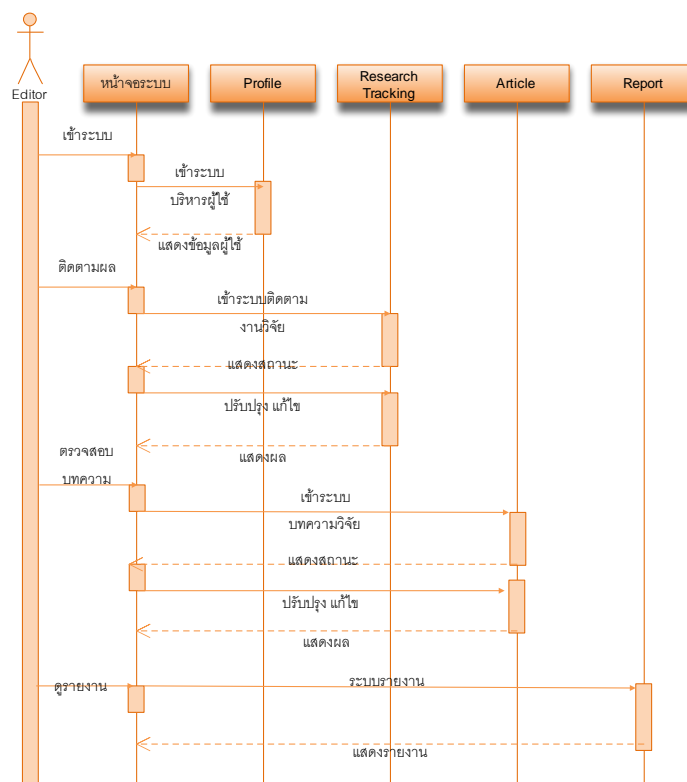 Editor
หน้าจอระบบ
Profile
Research
Tracking
Article
Report
เข้าระบบ
เข้าระบบ
บริหารผู้ใช้
แสดงข้อมูลผู้ใช้
ติดตามผล
เข้าระบบติดตาม
งานวิจัย
แสดงสถานะ
ปรับปรุง แก้ไข
แสดงผล
ตรวจสอบ
บทความ
เข้าระบบ
บทความวิจัย
แสดงสถานะ
ปรับปรุง แก้ไข
แสดงผล
ดูรายงาน
ระบบรายงาน
แสดงรายงาน